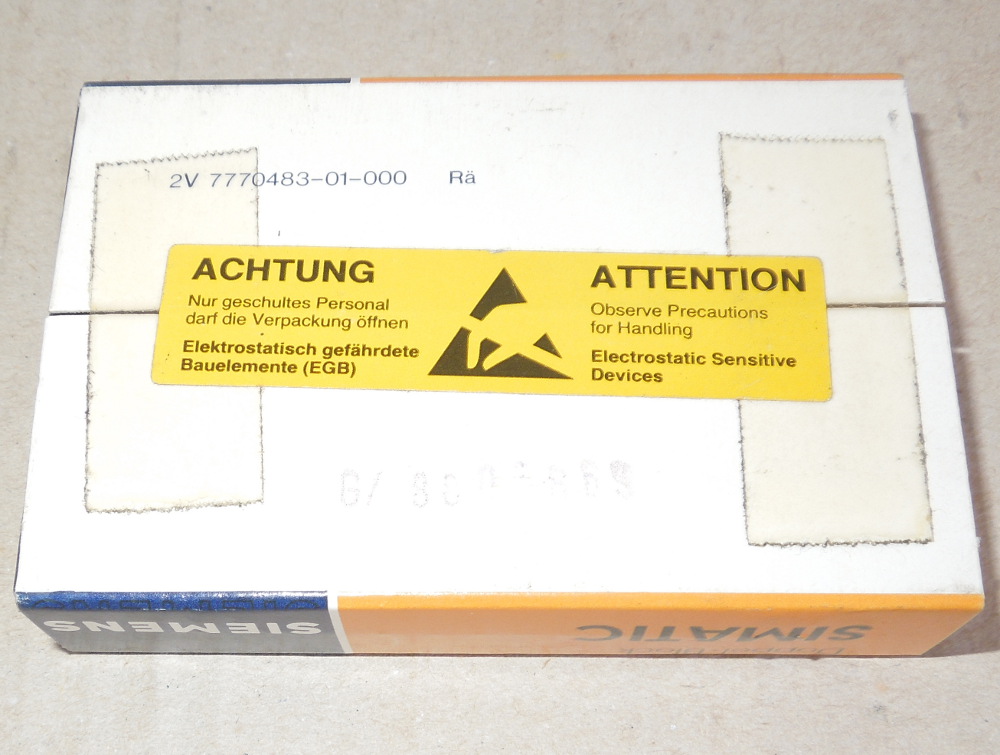 2V 7770483-01-000 Rä
ACHTUNG
Nur geschultes Personal
darf die Verpackung öffnen
Elektrostatisch gefährdete
Bauelemente (EGB)
ATTENTION
Observe Precautions
for Handling
Electrostatic Sensitive
Devices
SIEMENS
SIMATIC